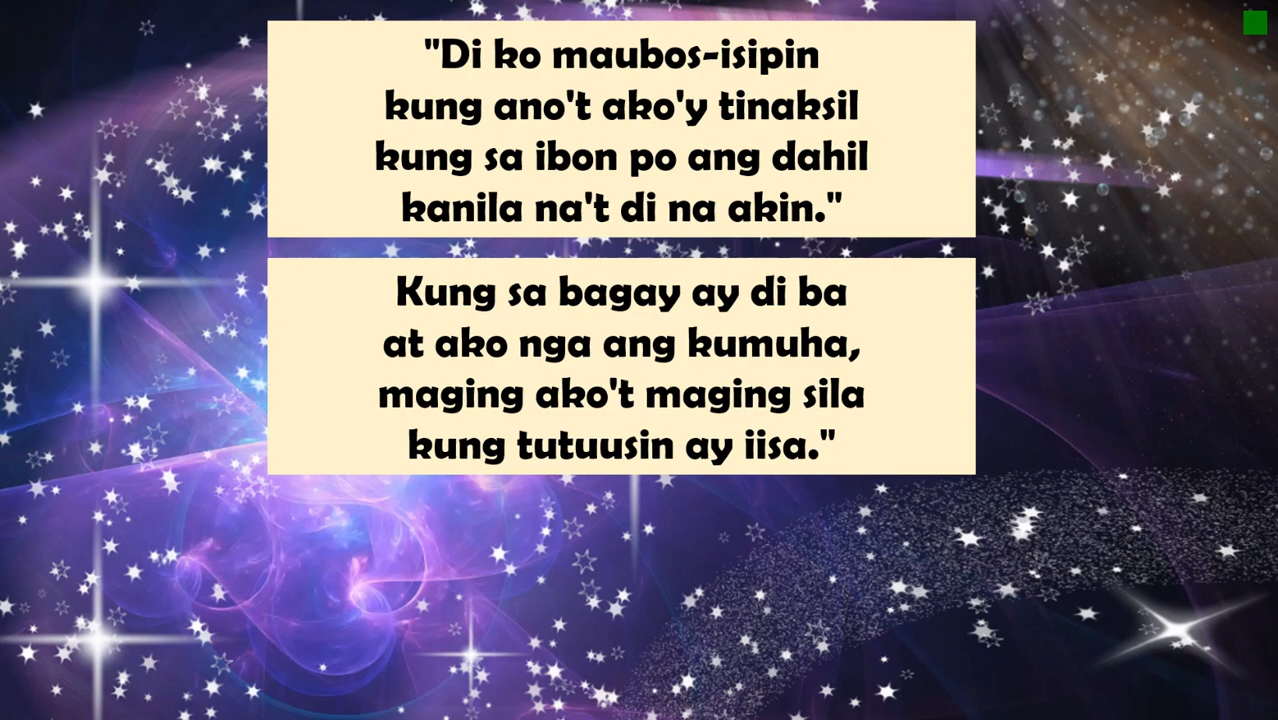 "Di ko maubos-isipin
kung ano't ako'y tinaksil
kung sa ibon po ang dahil
kanila na't di na akin."
Kung sa bagay ay di ba
at ako nga ang kumuha,
maging ako't maging sila
kung tutuusin ay iisa."